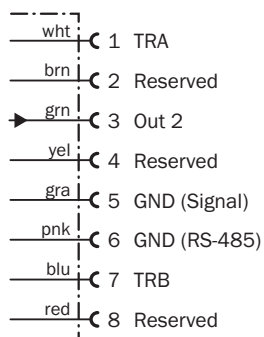 wht 1 TRA
brn 2 Reserved
grn 3 Out 2
yel 4 Reserved
gra 5 GND (Signal)
pnk 6 GND (RS-485)
blu 7 TRB
red 8 Reserved